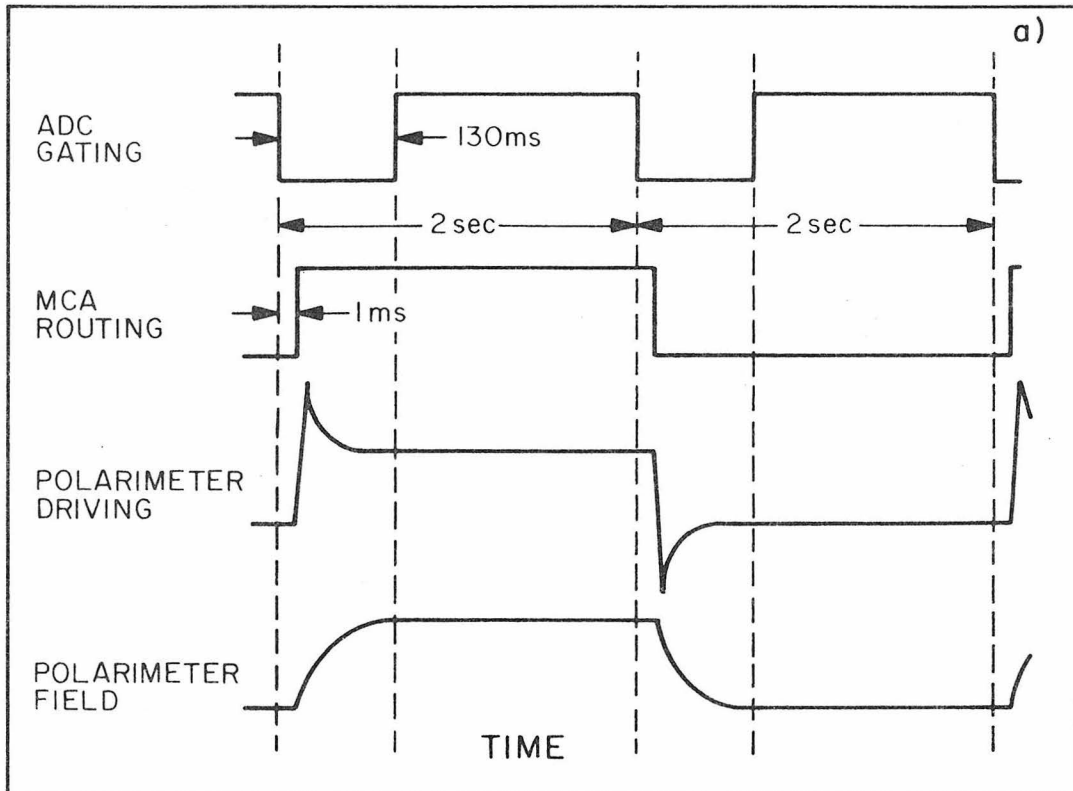 a)
ADC
GATING
130ms
2 sec
2 sec
MCA
ROUTING
1ms
POLARIMETER
DRIVING
POLARIMETER
FIELD
TIME